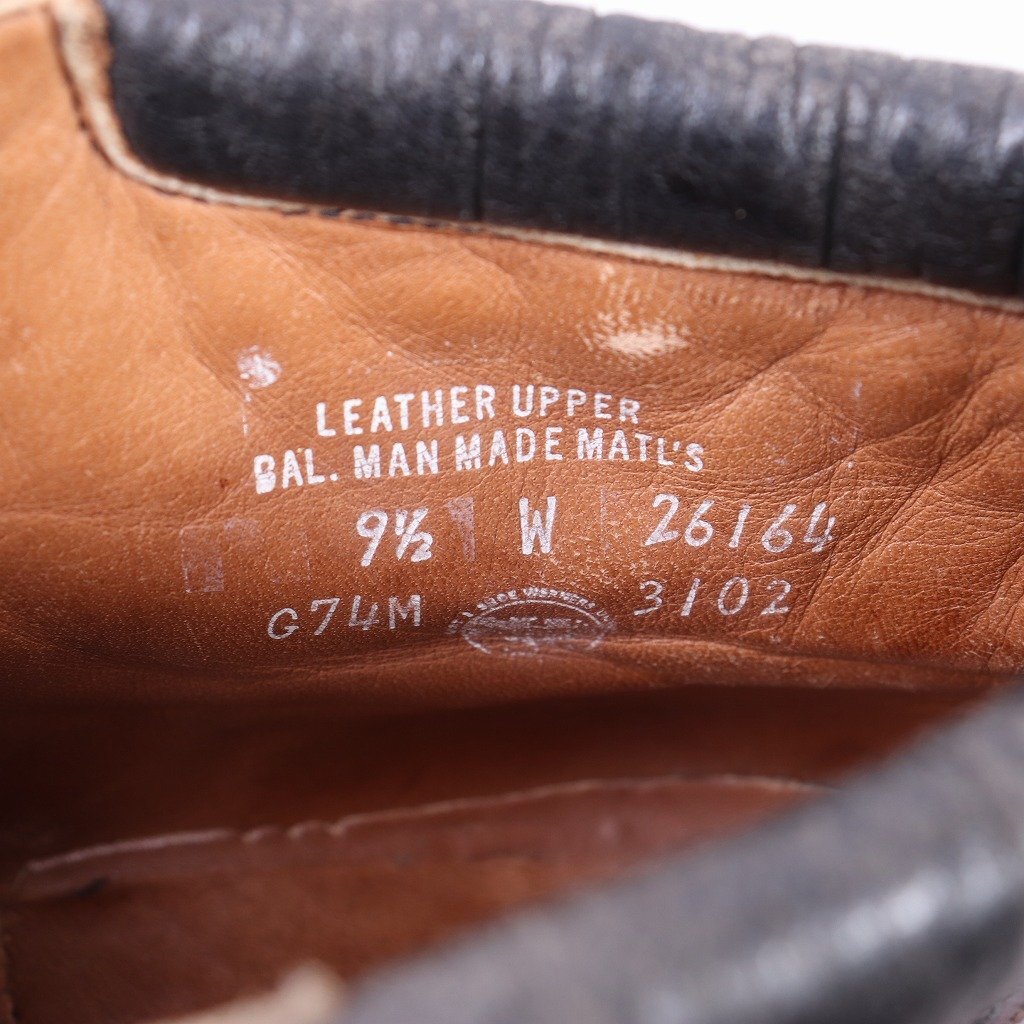 LEATHER UPPER
BAL. MAN MADE MATL'S
9½ W 26164
G74M 3102